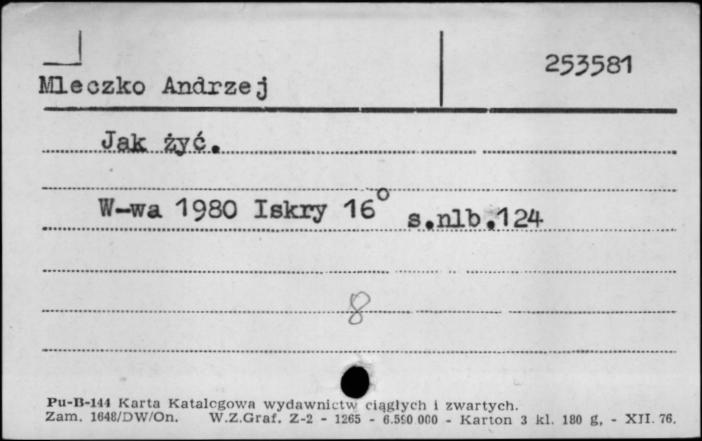 253581
Mleczko Andrzej
Jak żyć.
W-wa 1980 Iskry 16° s.nlb.124
8
Pu-B-144 Karta Katalogowa wydawnictw ciągłych i zwartych.
Zam. 1648/DW/On. W.Z.Graf. Z-2 - 1265 - 6.590 000 - Karton 3 kl. 180 g, - XII. 76.